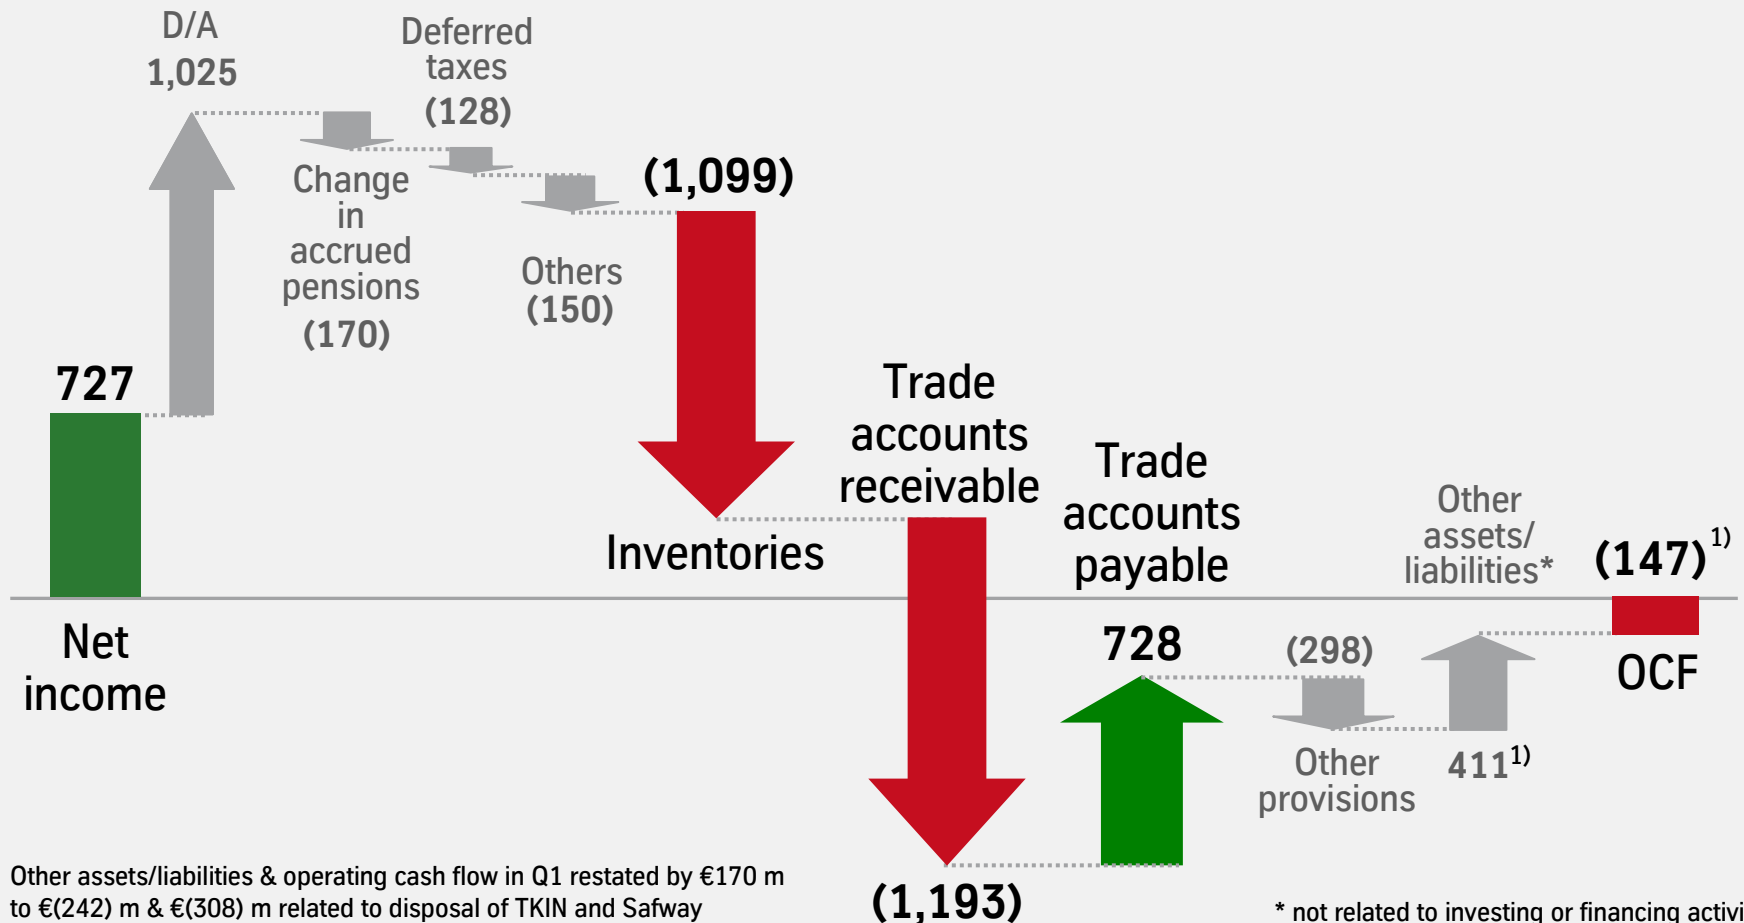 D/A
1,025
Deferred
taxes
(128)
Change
in
accrued
pensions
(170)
Others
(150)
(1,099)
Inventories
727
Net
income
Trade
accounts
receivable
(1,193)
Trade
accounts
payable
728
(298)
Other
provisions
Other
assets/
liabilities*
411¹⁾
(147)¹⁾
OCF
Other assets/liabilities & operating cash flow in Q1 restated by €170 m
to €(242) m & €(308) m related to disposal of TKIN and Safway
* not related to investing or financing activi